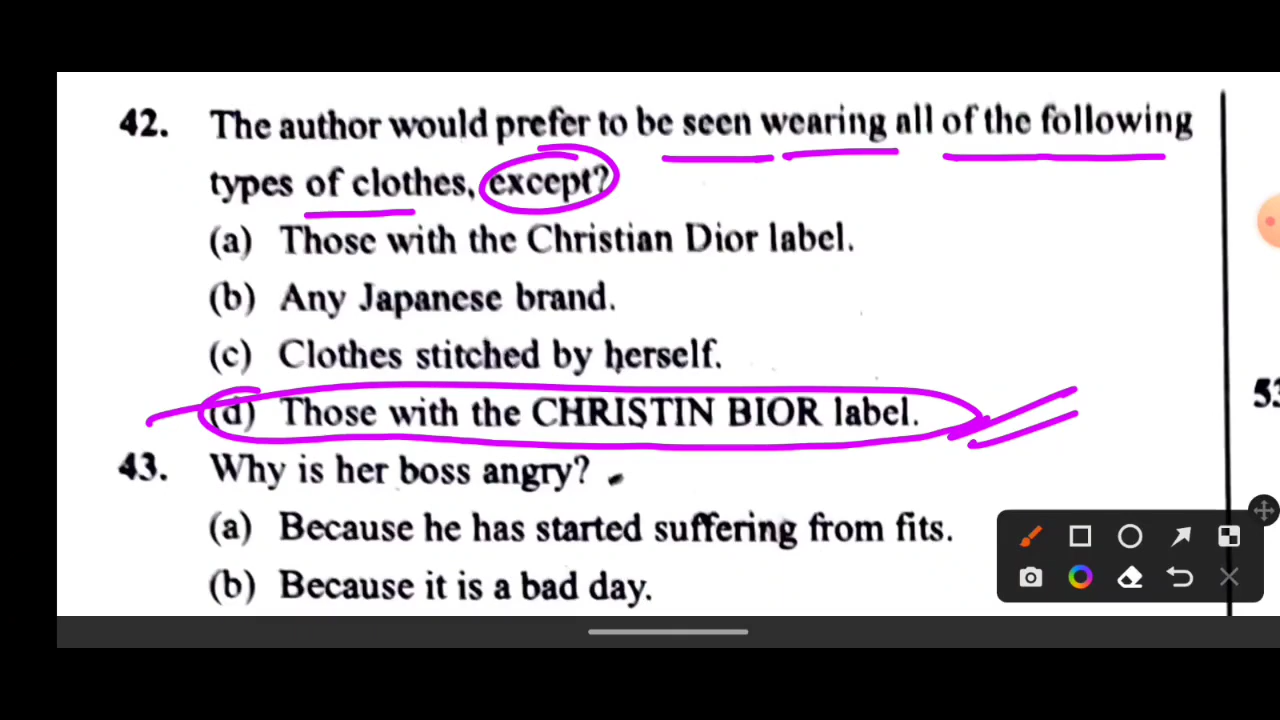 42. The author would prefer to be seen wearing all of the following
types of clothes, except?
(a) Those with the Christian Dior label.
(b) Any Japanese brand.
(c) Clothes stitched by herself.
(d) Those with the CHRISTIN BIOR label.
53
43. Why is her boss angry?
(a) Because he has started suffering from fits.
(b) Because it is a bad day.